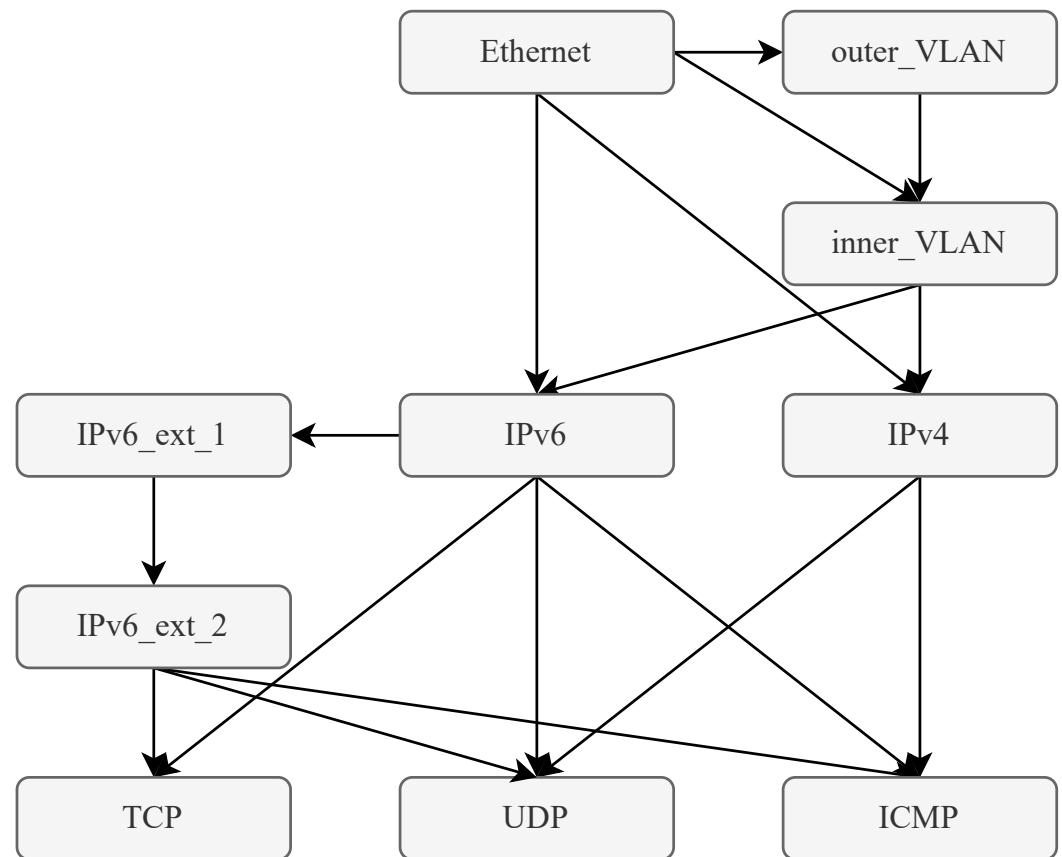 Ethernet
outer_VLAN
inner_VLAN
IPv6_ext_1
IPv6
IPv4
IPv6_ext_2
TCP
UDP
ICMP